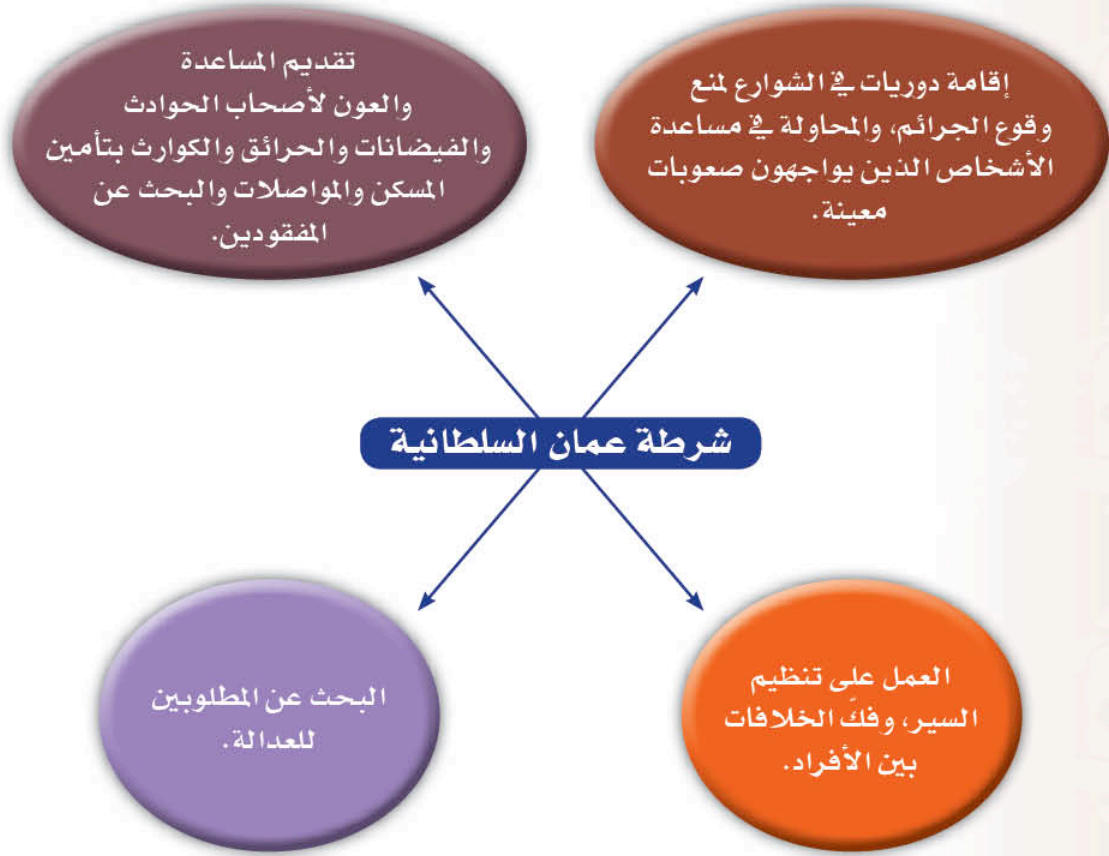 إقامة دوريات في الشوارع لمنع
وقوع الجرائم، والمحاولة في مساعدة
الأشخاص الذين يواجهون صعوبات
معينة.
تقديم المساعدة
والعون لأصحاب الحوادث
والفيضانات والحرائق والكوارث بتأمين
المسكن والمواصلات والبحث عن
المفقودين.
شرطة عمان السلطانية
العمل على تنظيم
السير، وفكّ الخلافات
بين الأفراد.
البحث عن المطلوبين
للعدالة.